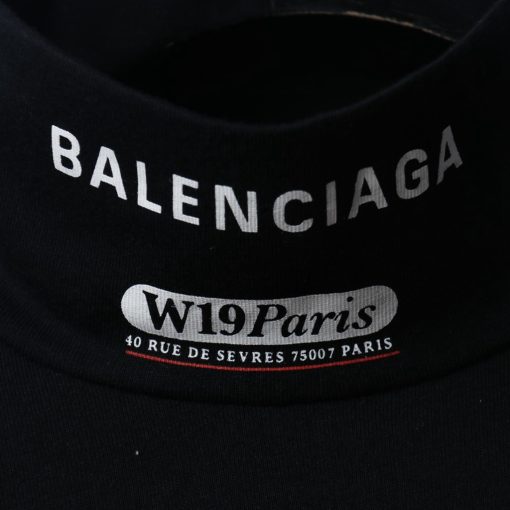 BALENCIAGA
W19Paris
40 RUE DE SEVRES 75007 PARIS